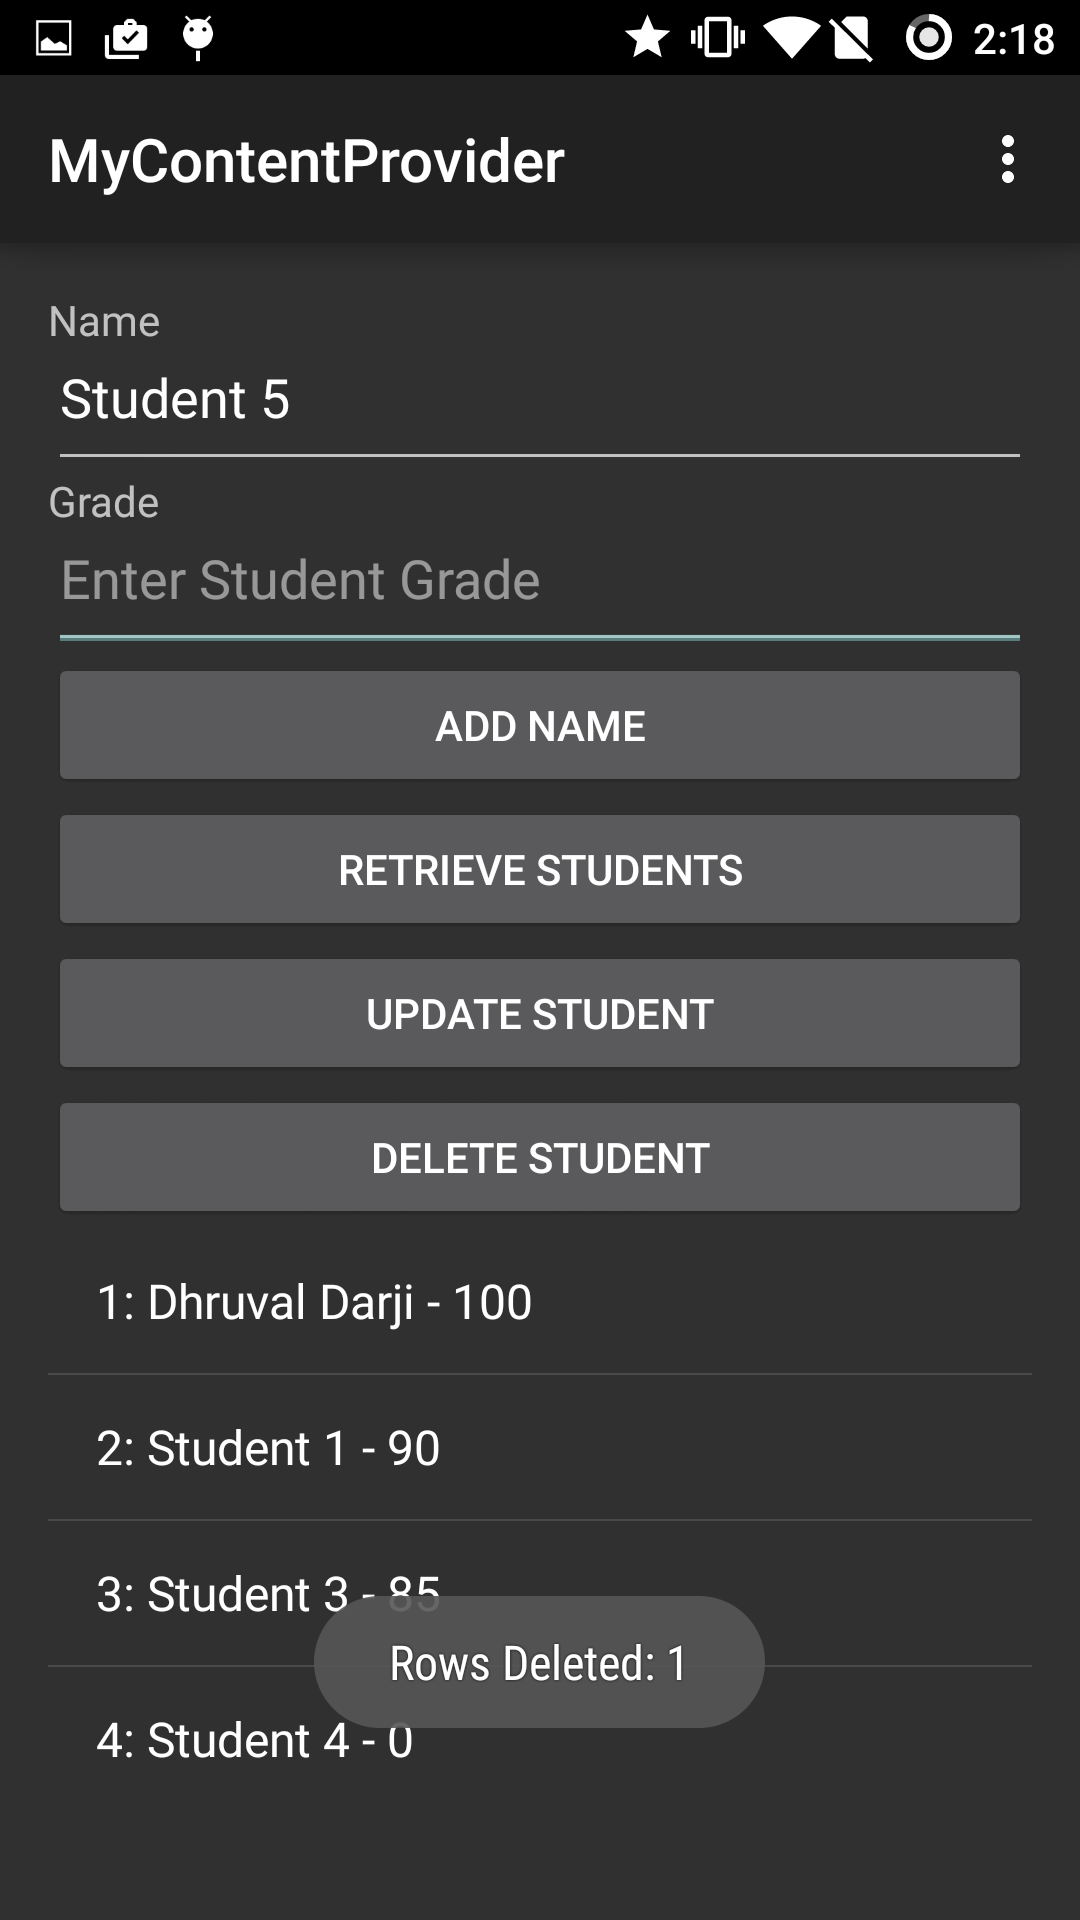 2:18
MyContentProvider
Name
Student 5
Grade
Enter Student Grade
ADD NAME
RETRIEVE STUDENTS
UPDATE STUDENT
DELETE STUDENT
1: Dhruval Darji - 100
2: Student 1 - 90
3: Student 3 - 85
Rows Deleted: 1
4: Student 4 - 0